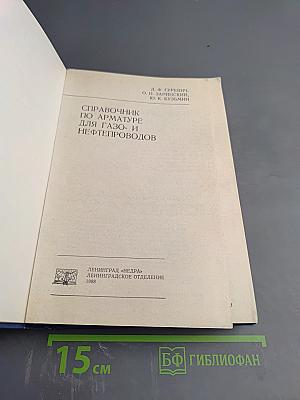 Д. Ф. ГУРЕВИЧ,
О. Н. ЗАРИНСКИЙ,
Ю. К. КУЗЬМИН
СПРАВОЧНИК
ПО АРМАТУРЕ
ДЛЯ ГАЗО- И
НЕФТЕПРОВОДОВ
ЛЕНИНГРАД «НЕДРА»
ЛЕНИНГРАДСКОЕ ОТДЕЛЕНИЕ
1988
15 см
БФ ГИБЛИОФАН